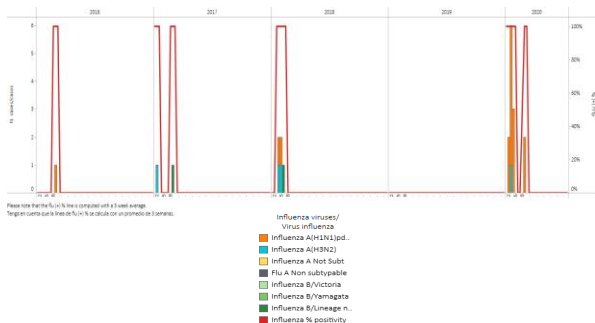 2016 2017 2018 2019 2020
6 100%
5
80%
4
60%
3
40%
2
1 20%
0 0%
Please note that the flu (+) % line is computed with a 3-week average.
Tenga en cuenta que la línea de flu (+) % se calcula con un promedio de 3 semanas.
Influenza viruses/
Virus influenza
Influenza A(H1N1)pd..
Influenza A(H3N2)
Influenza A Not Subt
Flu A Non subtypable
Influenza B/Victoria
Influenza B/Yamagata
Influenza B/Lineage n..
Influenza % positivity